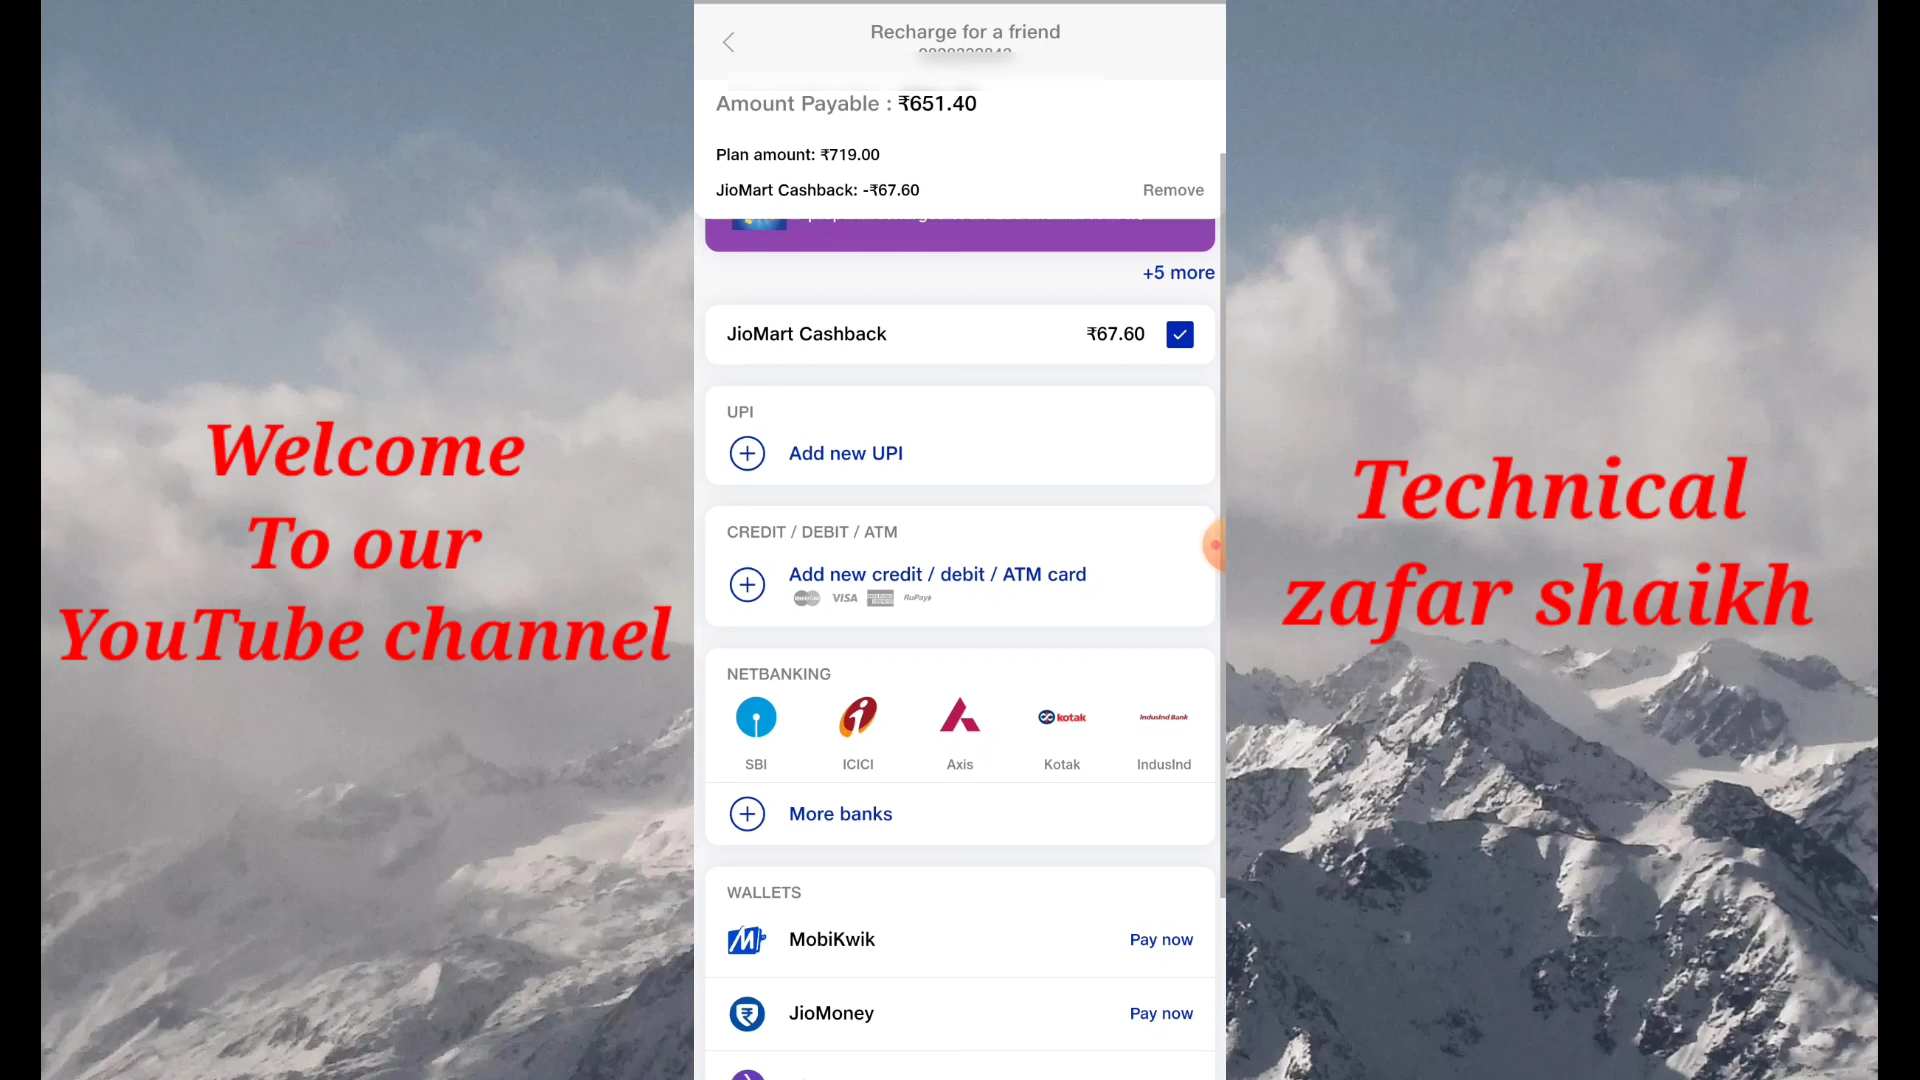 Recharge for a friend
Amount Payable : ₹651.40
Plan amount: ₹719.00
JioMart Cashback: -₹67.60 Remove
+5 more
JioMart Cashback ₹67.60
UPI
Add new UPI
CREDIT / DEBIT / ATM
Add new credit / debit / ATM card
VISA RuPay
NETBANKING
kotak IndusInd Bank
SBI ICICI Axis Kotak IndusInd
More banks
WALLETS
MobiKwik Pay now
JioMoney Pay now
Welcome
To our
YouTube channel
Technical
zafar shaikh